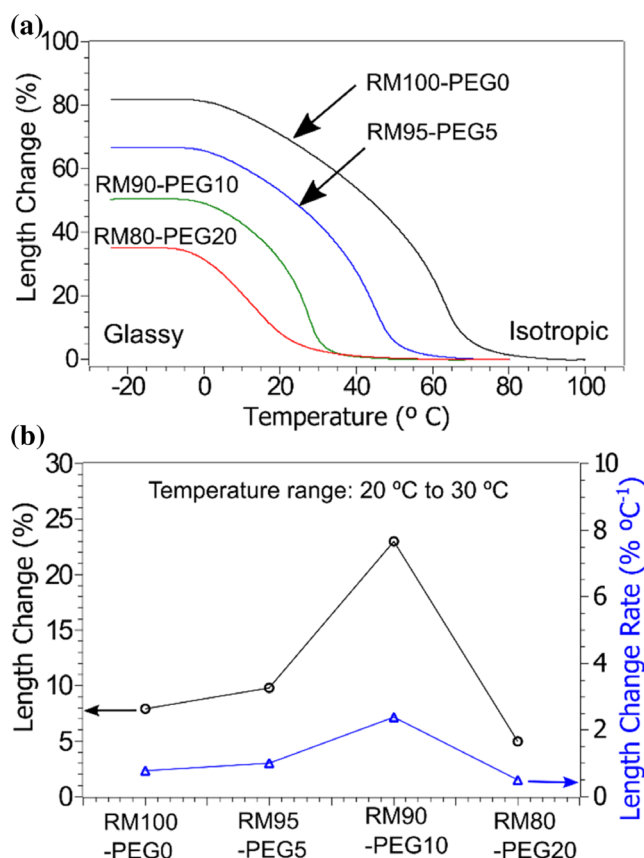 (a)
100
80
60
40
20
0
Length Change (%)
RM100-PEG0
RM95-PEG5
RM90-PEG10
RM80-PEG20
Glassy
Isotropic
-20 0 20 40 60 80 100
Temperature (º C)
(b)
30
25
20
15
10
5
0
Length Change (%)
Temperature range: 20 ºC to 30 ºC
10
8
6
4
2
0
Length Change Rate (% ºC⁻¹)
RM100 RM95 RM90 RM80
-PEG0 -PEG5 -PEG10 -PEG20